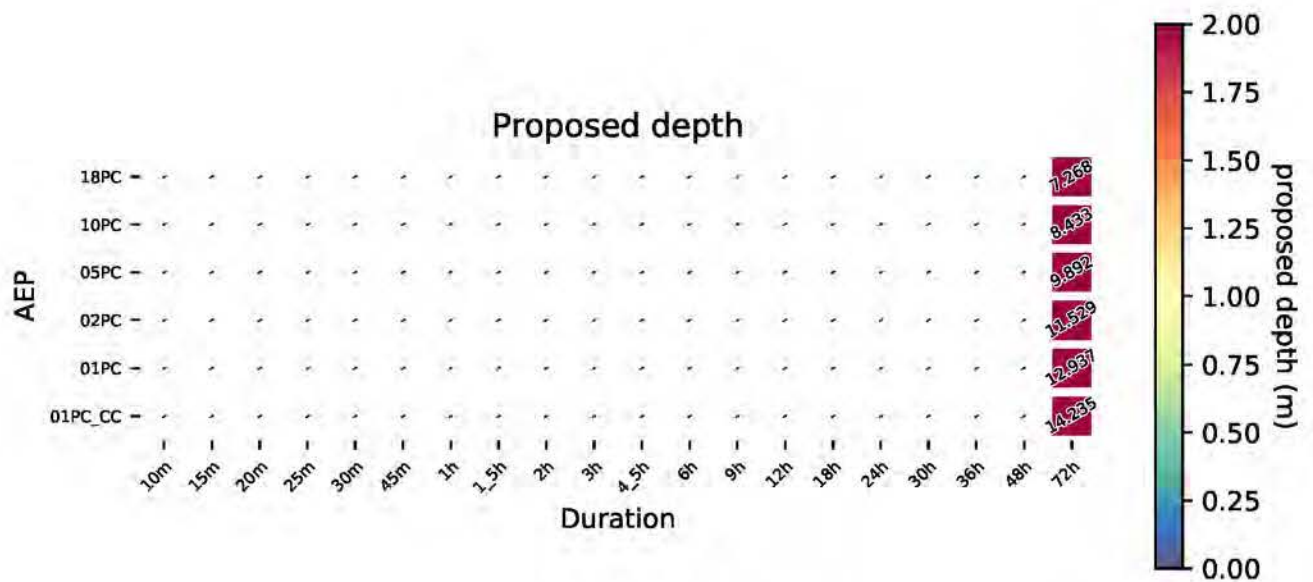 Proposed depth
AEP
18PC
10PC
05PC
02PC
01PC
01PC_CC
7.268
8.433
9.892
11.529
12.937
14.235
10m 15m 20m 25m 30m 45m 1h 1_5h 2h 3h 4_5h 6h 9h 12h 18h 24h 30h 36h 48h 72h
Duration
2.00
1.75
1.50
1.25
1.00
0.75
0.50
0.25
0.00
proposed depth (m)